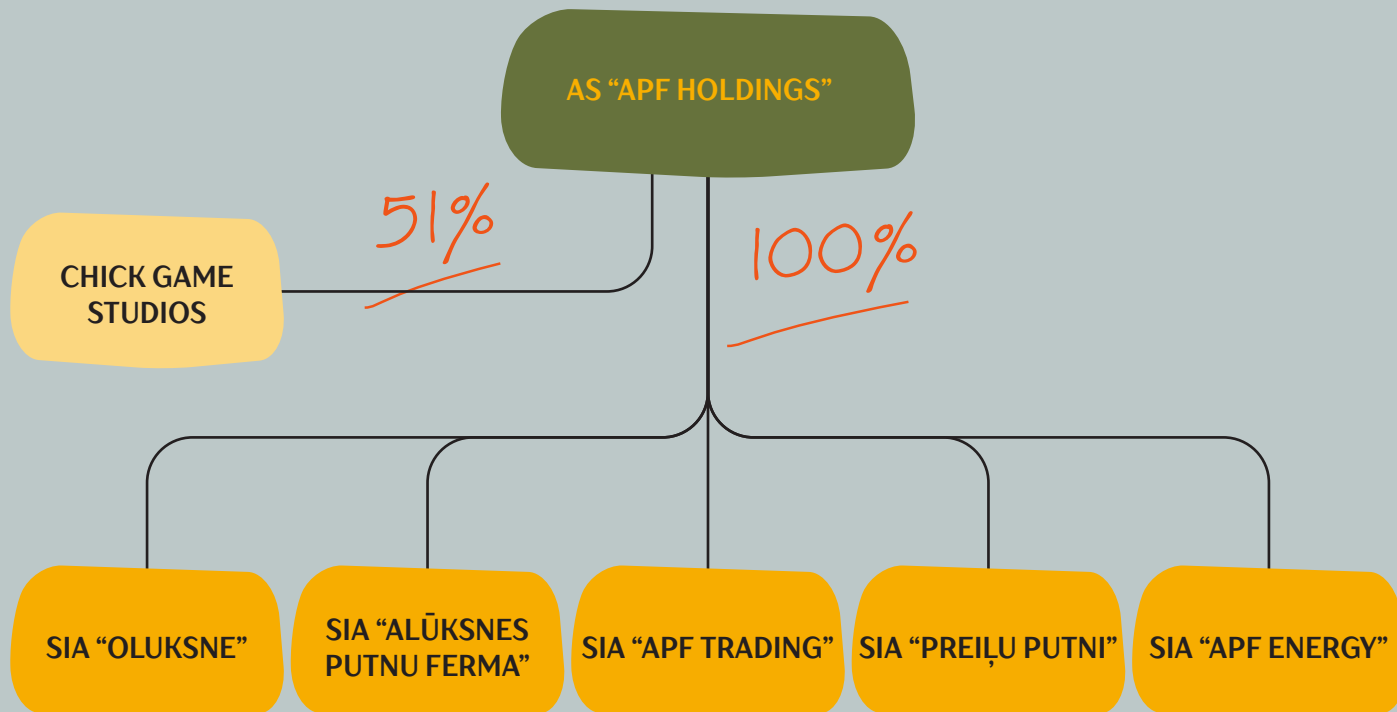 AS “APF HOLDINGS”
51%
100%
CHICK GAME
STUDIOS
SIA “OLUKSNE”
SIA “ALŪKSNES
PUTNU FERMA”
SIA “APF TRADING”
SIA “PREIĻU PUTNI”
SIA “APF ENERGY”